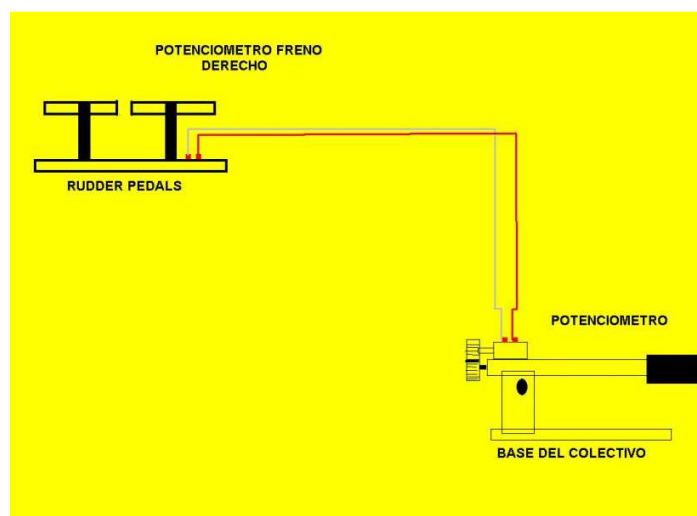 POTENCIOMETRO FRENO
DERECHO
RUDDER PEDALS
POTENCIOMETRO
BASE DEL COLECTIVO